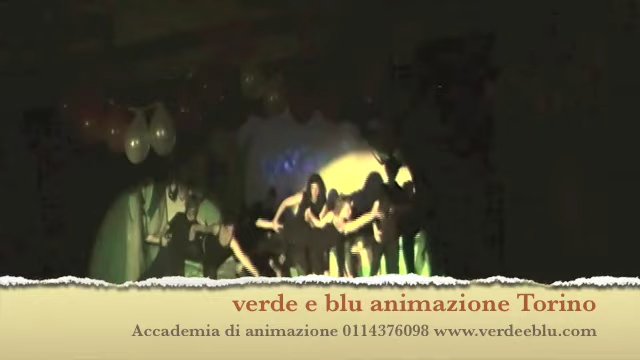 verde e blu animazione Torino
Accademia di animazione 0114376098 www.verdeeblu.com